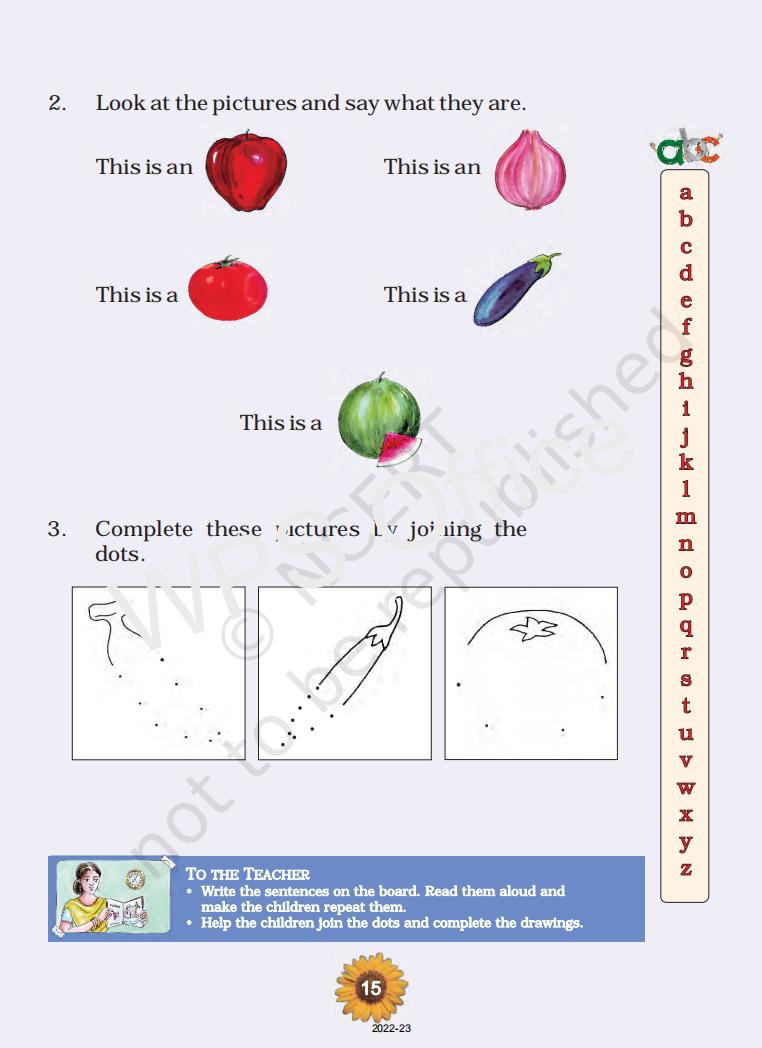 2. Look at the pictures and say what they are.
This is an
This is an
This is a
This is a
This is a
3. Complete these pictures by joining the
dots.
abc
a
b
c
d
e
f
g
h
i
j
k
l
m
n
o
p
q
r
s
t
u
v
w
x
y
z
© NCERT
not to be republished
WPS Office
TO THE TEACHER
• Write the sentences on the board. Read them aloud and
make the children repeat them.
• Help the children join the dots and complete the drawings.
15
2022-23